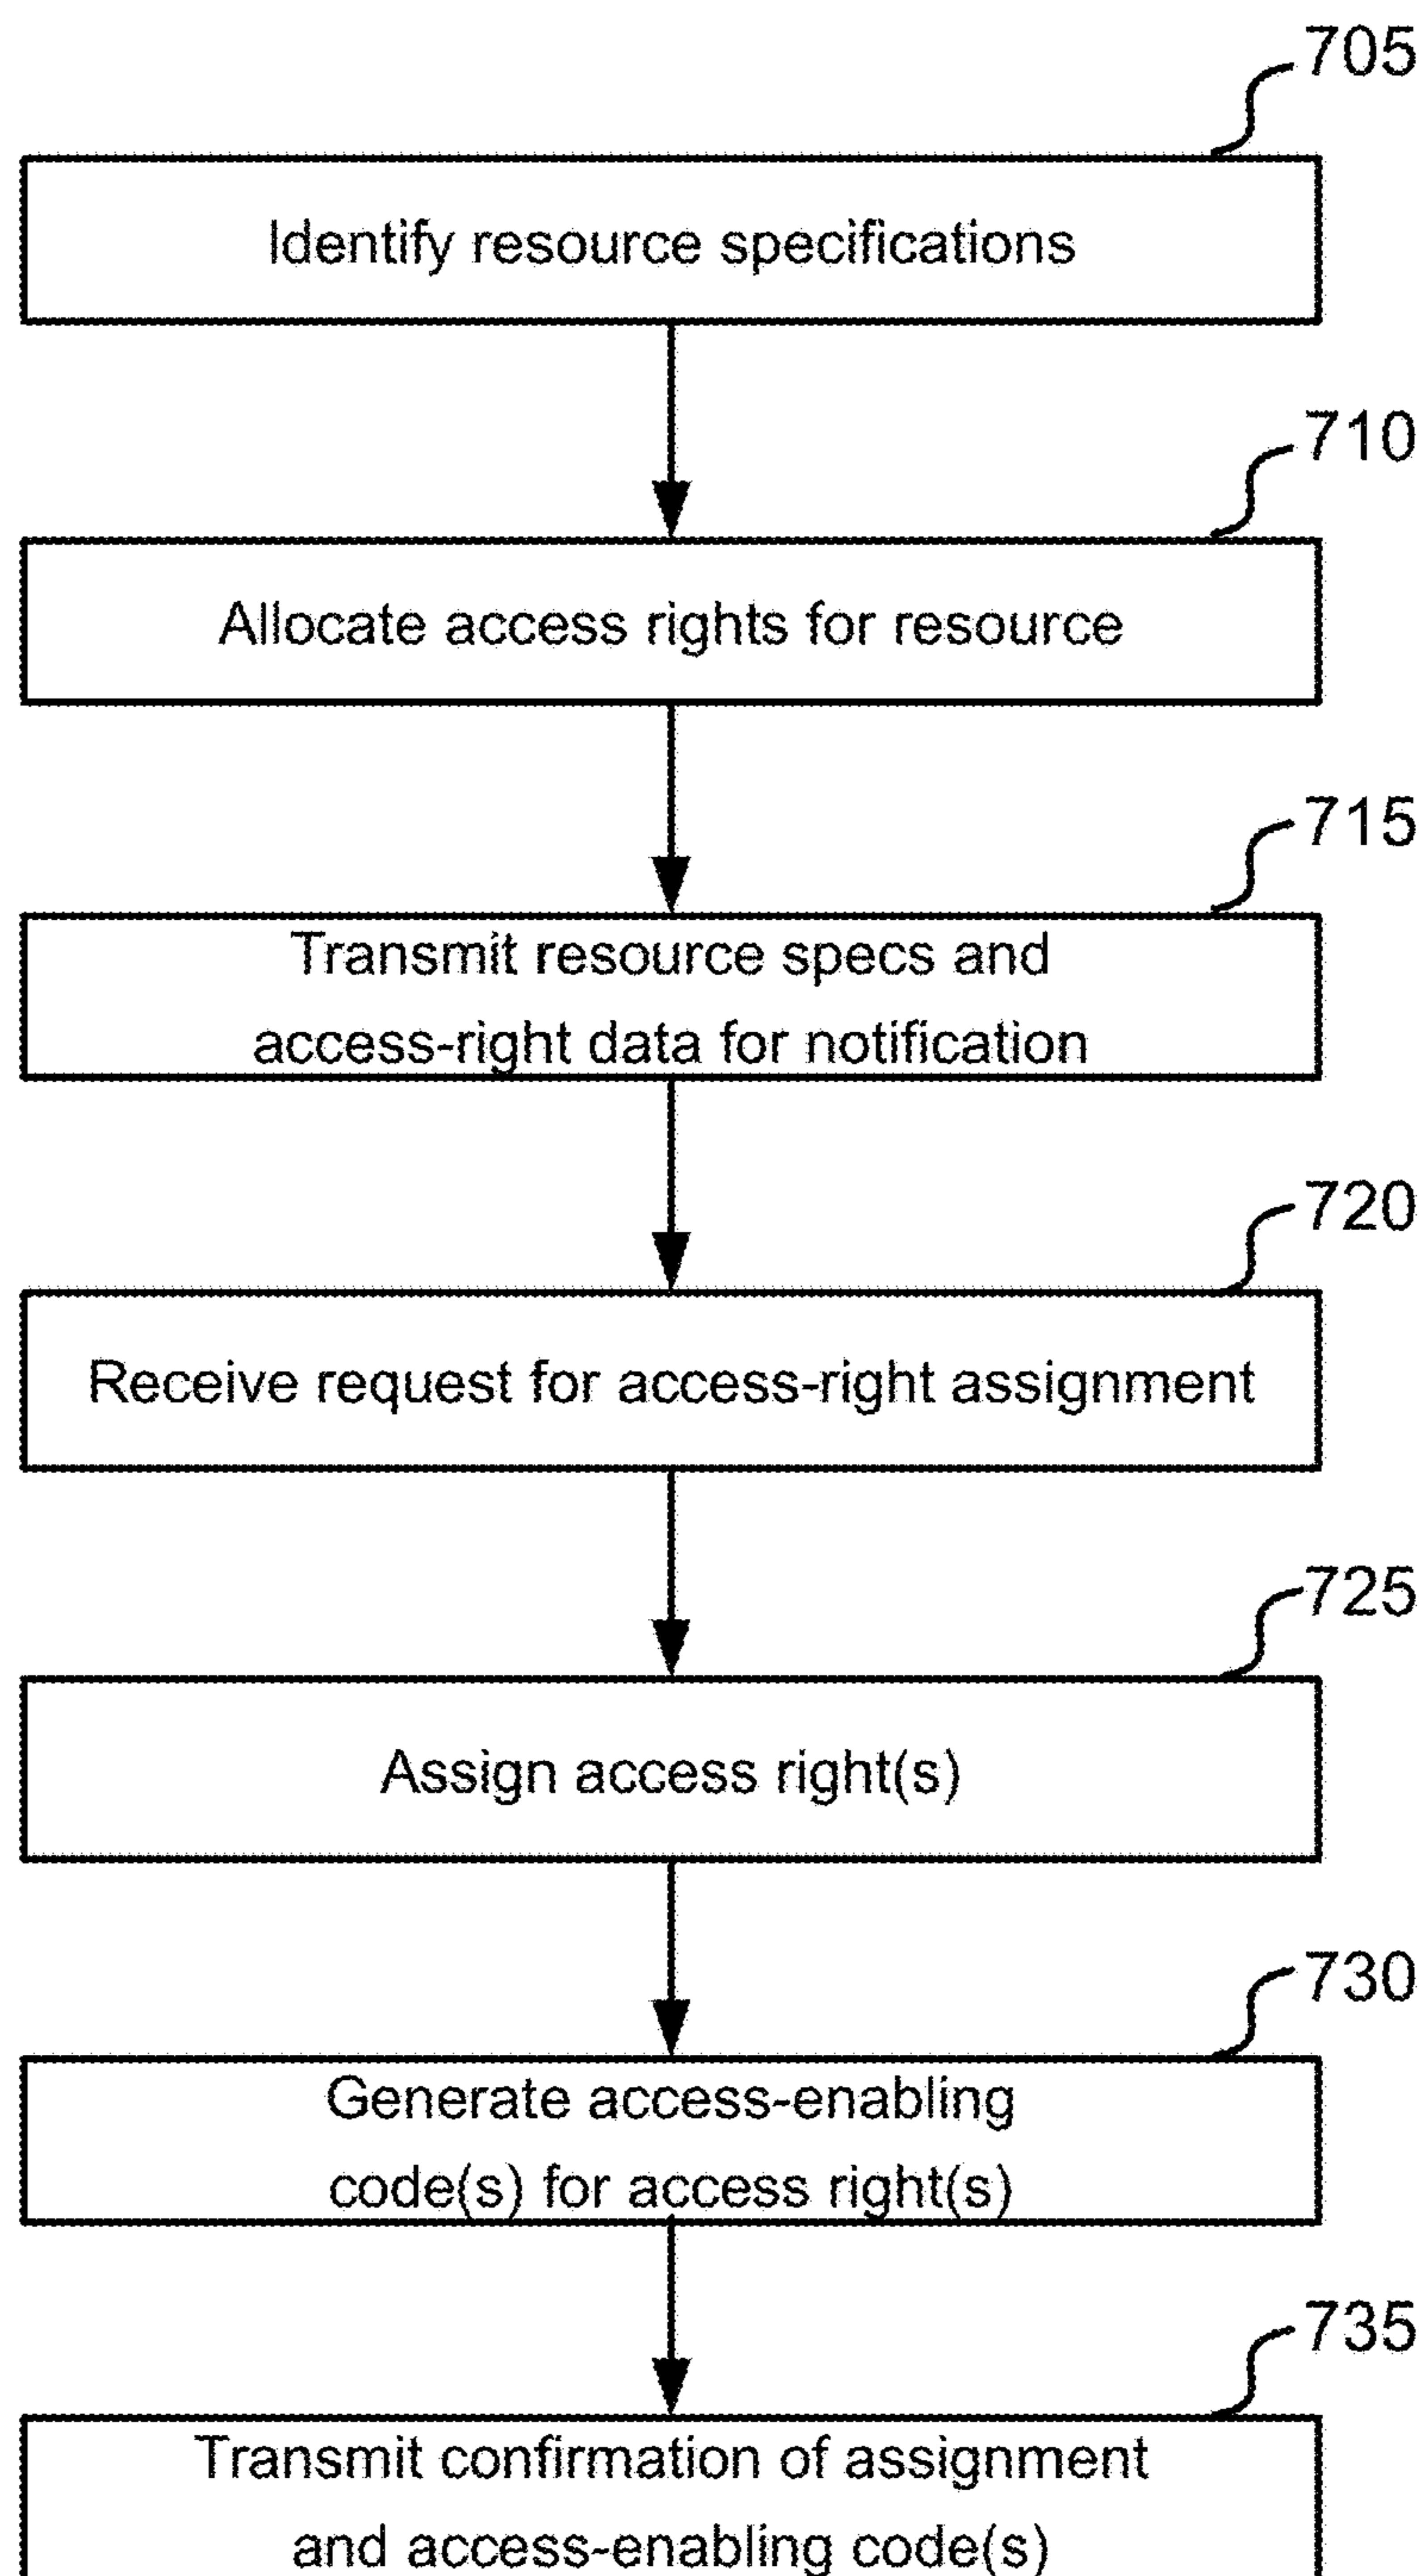 705
Identify resource specifications
710
Allocate access rights for resource
715
Transmit resource specs and
access-right data for notification
720
Receive request for access-right assignment
725
Assign access right(s)
730
Generate access-enabling
code(s) for access right(s)
735
Transmit confirmation of assignment
and access-enabling code(s)